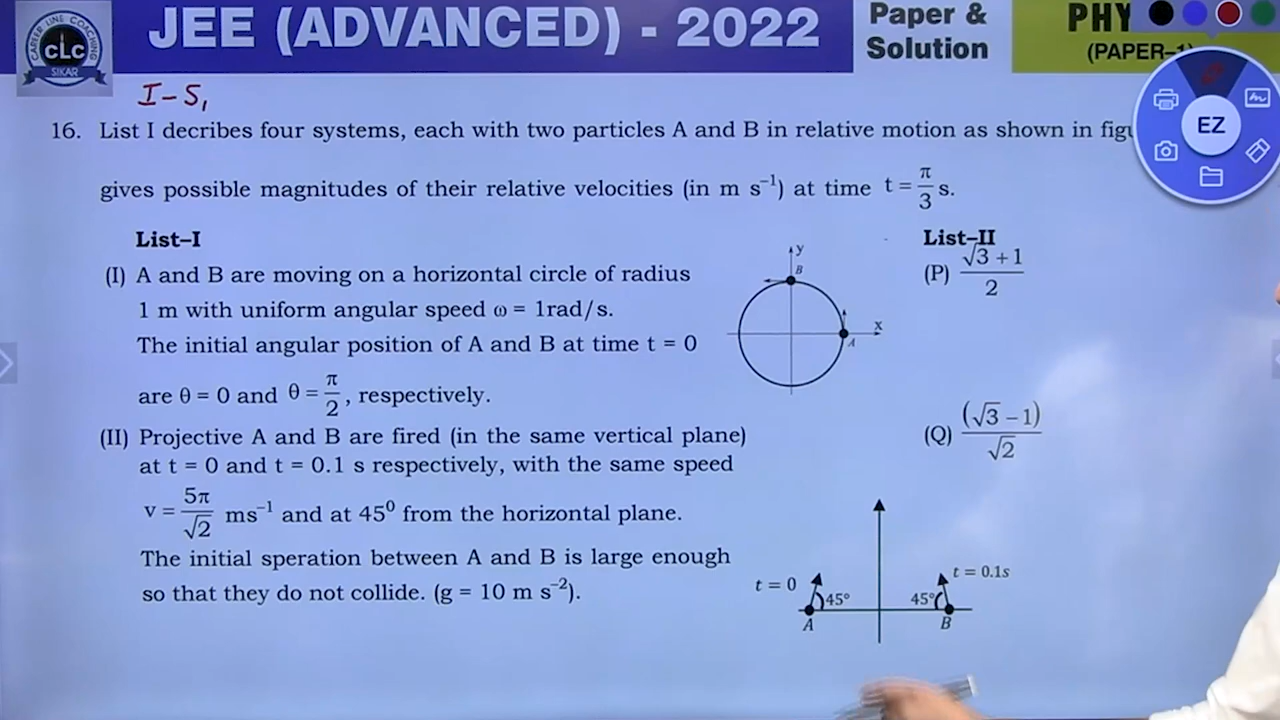 CAREER LINE COACHING
CLC
SIKAR
JEE (ADVANCED) - 2022
Paper &
Solution
PHY
(PAPER–1)
EZ
I-S,
16. List I decribes four systems, each with two particles A and B in relative motion as shown in figu
gives possible magnitudes of their relative velocities (in m s⁻¹) at time t = π/3 s.
List–I
List–II
(I) A and B are moving on a horizontal circle of radius
1 m with uniform angular speed ω = 1rad/s.
The initial angular position of A and B at time t = 0
are θ = 0 and θ = π/2, respectively.
y
B
x
A
(P) (√3 + 1)/2
(II) Projective A and B are fired (in the same vertical plane)
at t = 0 and t = 0.1 s respectively, with the same speed
v = 5π/√2 ms⁻¹ and at 45⁰ from the horizontal plane.
The initial speration between A and B is large enough
so that they do not collide. (g = 10 m s⁻²).
(Q) (√3 – 1)/√2
t = 0
t = 0.1s
45°
45°
A
B